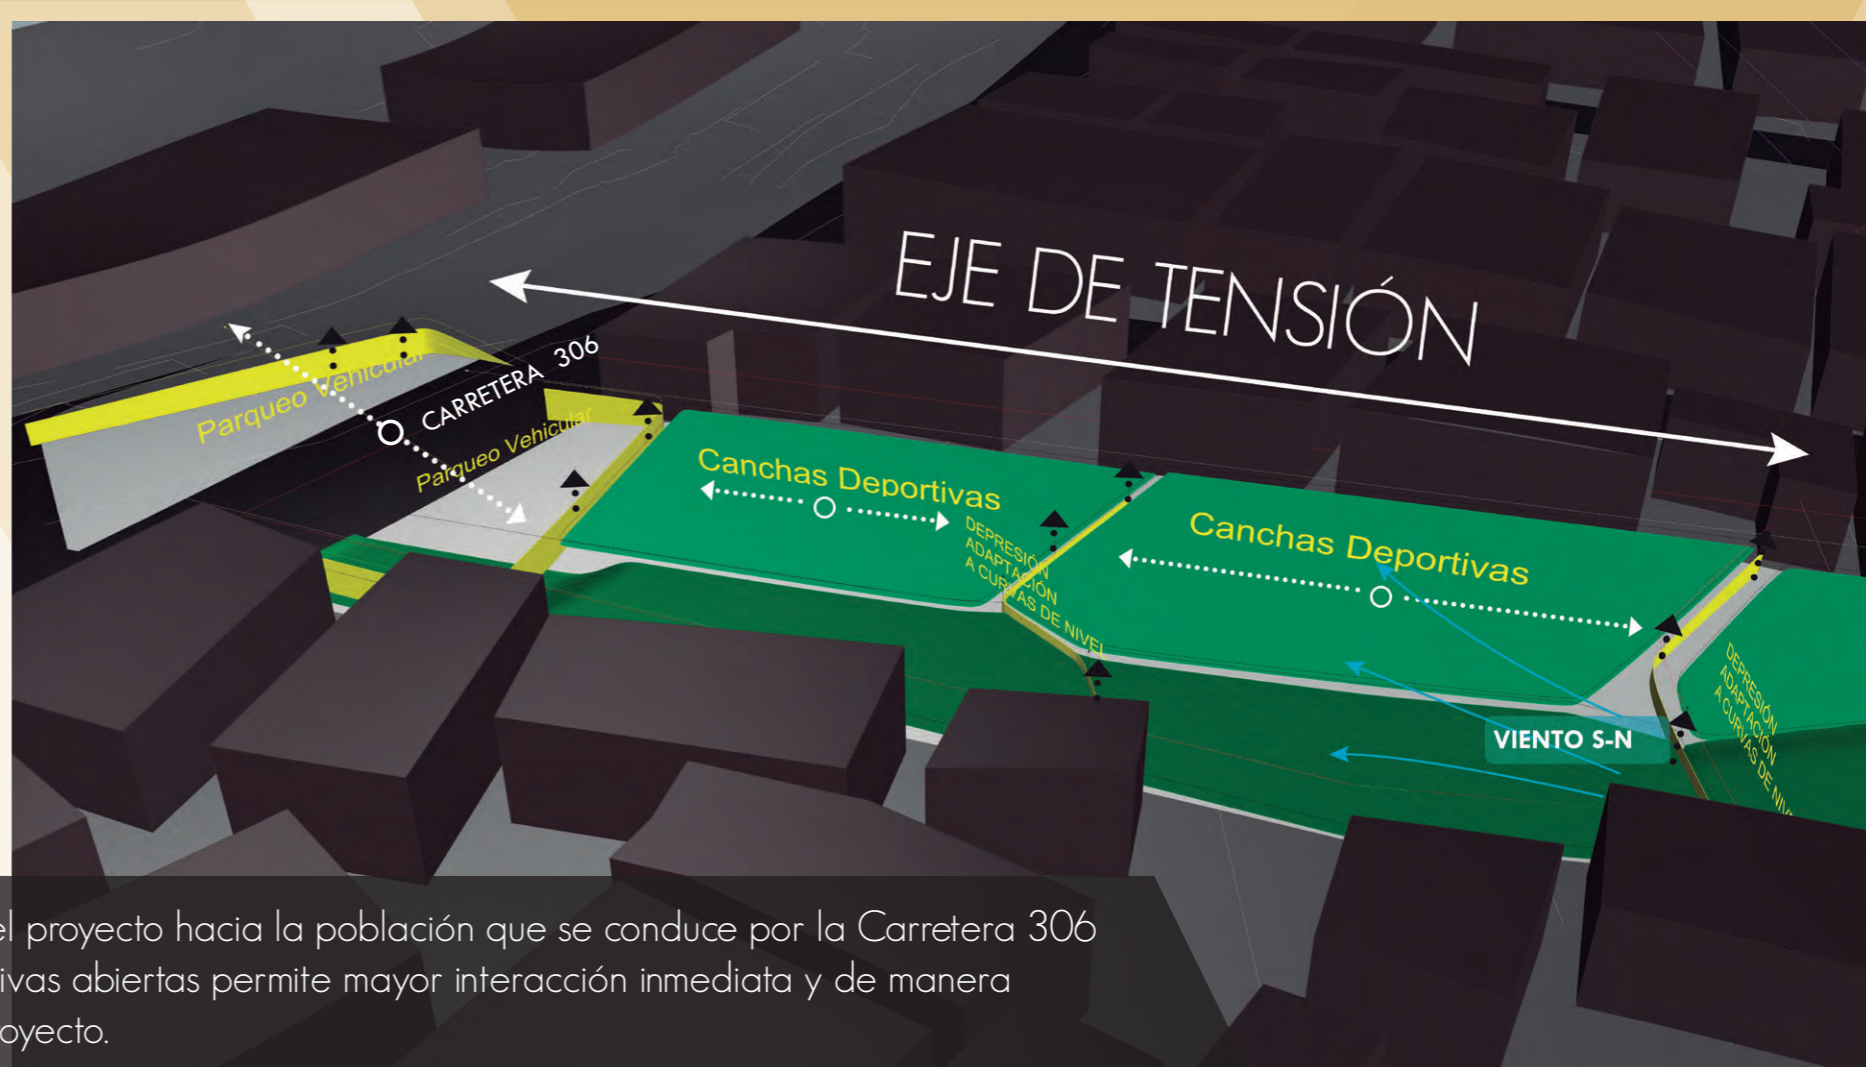 EJE DE TENSIÓN
CARRETERA 306
Parqueo Vehicular
Parqueo Vehicular
Canchas Deportivas
DEPRESIÓN
ADAPTACIÓN
A CURVAS DE NIVEL
Canchas Deportivas
VIENTO S-N
DEPRESIÓN
ADAPTACIÓN
A CURVAS DE
el proyecto hacia la población que se conduce por la Carretera 306
ivas abiertas permite mayor interacción inmediata y de manera
royecto.